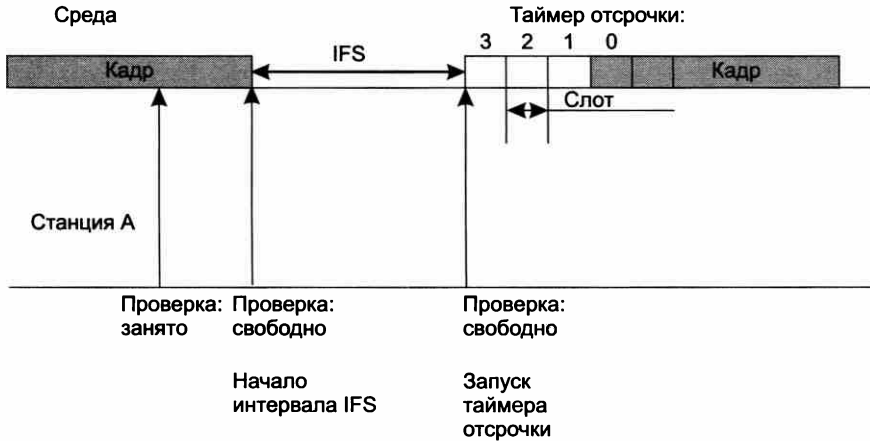 Среда
Таймер отсрочки:
3 2 1 0
Кадр
IFS
Кадр
Слот
Станция А
Проверка:
занято
Проверка:
свободно
Начало
интервала IFS
Проверка:
свободно
Запуск
таймера
отсрочки